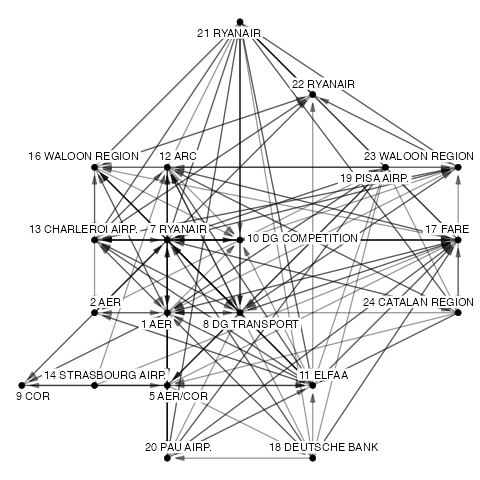 21 RYANAIR
22 RYANAIR
16 WALOON REGION
12 ARC
23 WALOON REGION
19 PISA AIRP.
13 CHARLEROI AIRP.
7 RYANAIR
10 DG COMPETITION
17 FARE
2 AER
1 AER
8 DG TRANSPORT
24 CATALAN REGION
14 STRASBOURG AIRP.
11 ELFAA
9 COR
5 AER/COR
20 PAU AIRP.
18 DEUTSCHE BANK